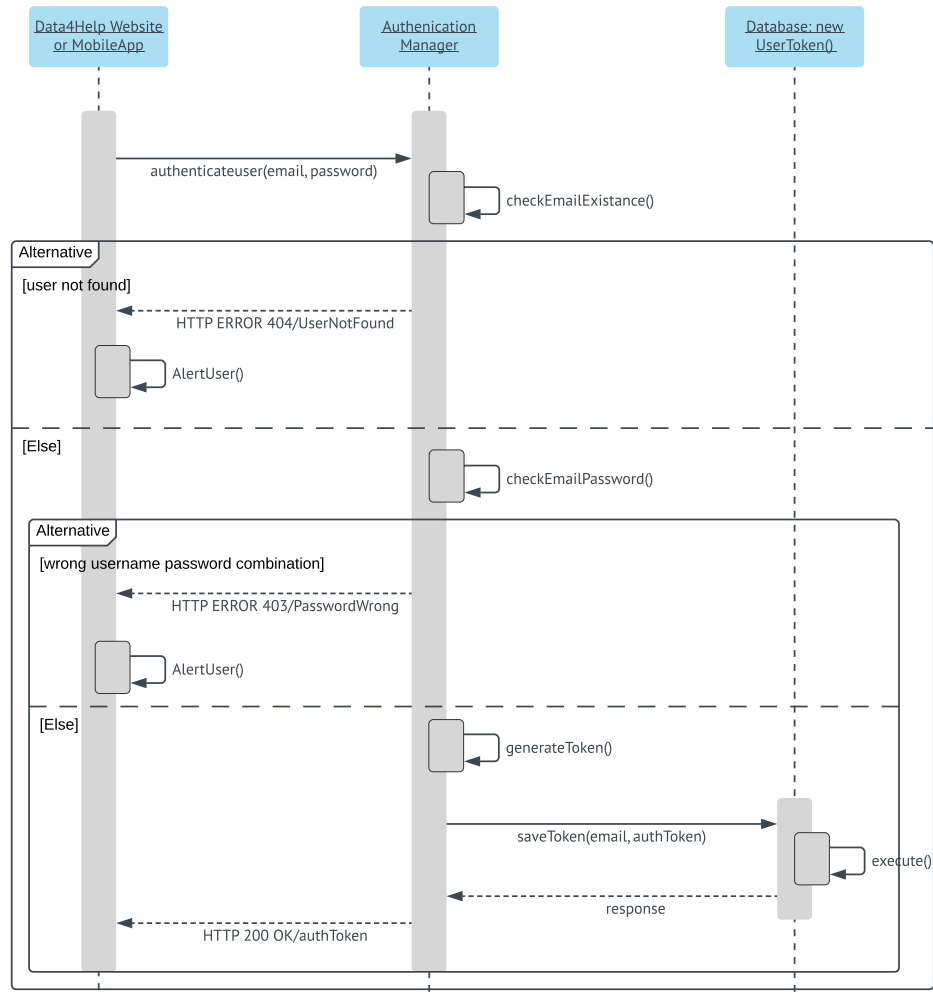 Data4Help Website
or MobileApp
Authenication
Manager
Database: new
UserToken()
authenticateuser(email, password)
checkEmailExistance()
Alternative
[user not found]
HTTP ERROR 404/UserNotFound
AlertUser()
[Else]
checkEmailPassword()
Alternative
[wrong username password combination]
HTTP ERROR 403/PasswordWrong
AlertUser()
[Else]
generateToken()
saveToken(email, authToken)
execute()
response
HTTP 200 OK/authToken